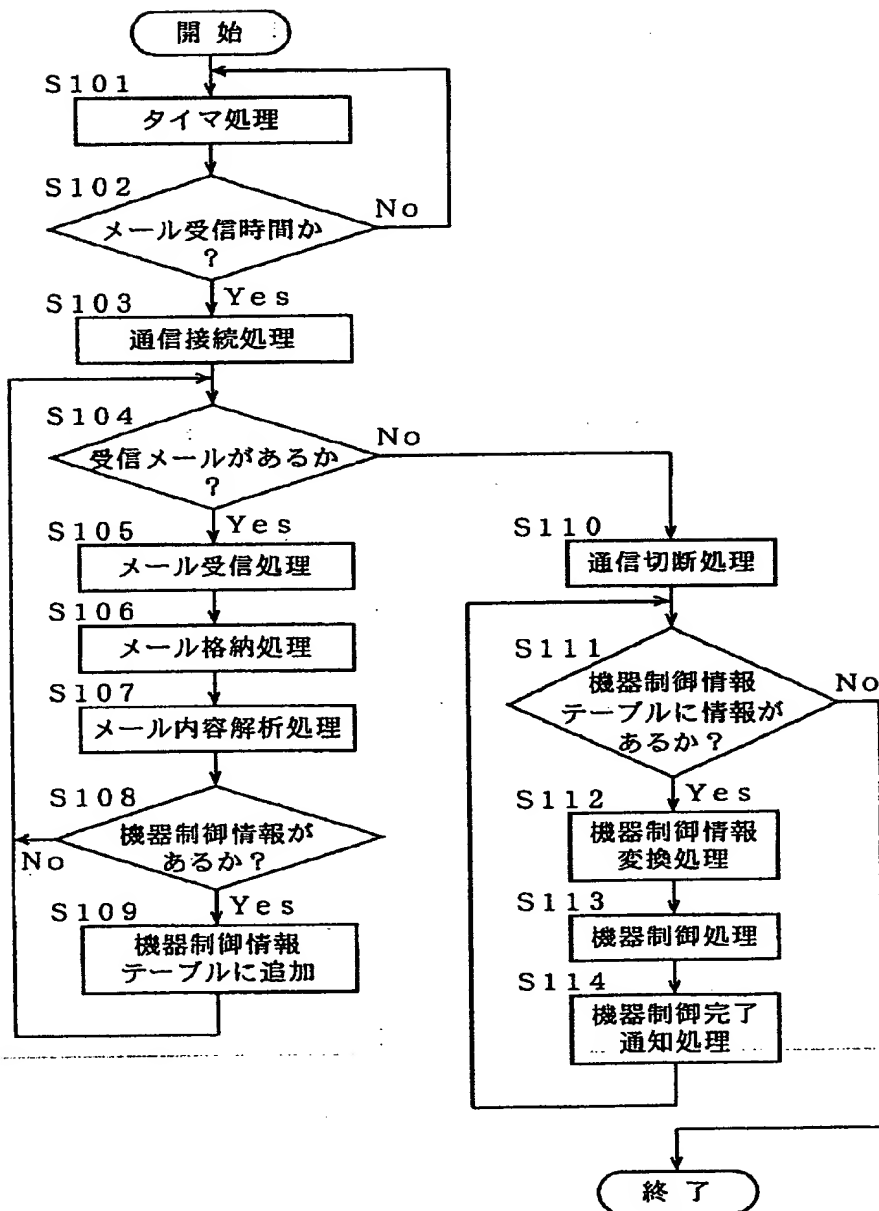 開始
S101
タイマ処理
S102
No
メール受信時間か
?
Yes
S103
通信接続処理
S104
No
受信メールがあるか
?
Yes
S105
メール受信処理
S106
メール格納処理
S107
メール内容解析処理
S108
機器制御情報が
あるか?
No
Yes
S109
機器制御情報
テーブルに追加
S110
通信切断処理
S111
機器制御情報
テーブルに情報が
あるか?
No
Yes
S112
機器制御情報
変換処理
S113
機器制御処理
S114
機器制御完了
通知処理
終了